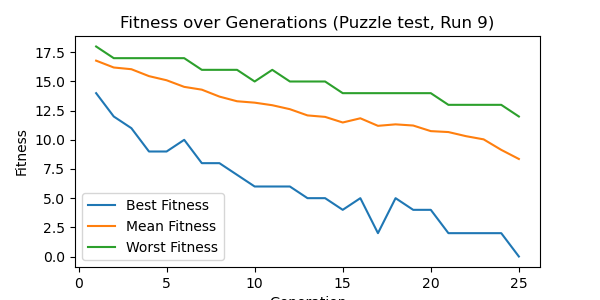 Fitness over Generations (Puzzle test, Run 9)
Fitness
17.5
15.0
12.5
10.0
7.5
5.0
2.5
0.0
Best Fitness
Mean Fitness
Worst Fitness
0 5 10 15 20 25
Generation